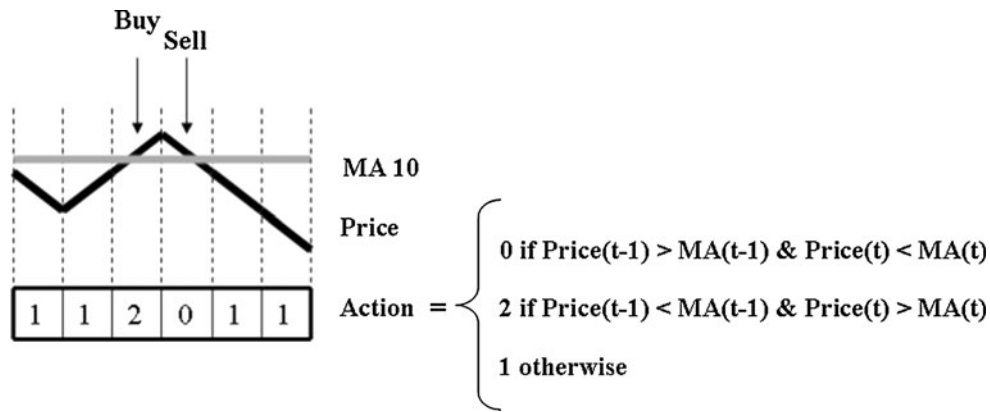 Buy
Sell
MA 10
Price
0 if Price(t-1) > MA(t-1) & Price(t) < MA(t)
Action = 2 if Price(t-1) < MA(t-1) & Price(t) > MA(t)
1 otherwise
1 1 2 0 1 1